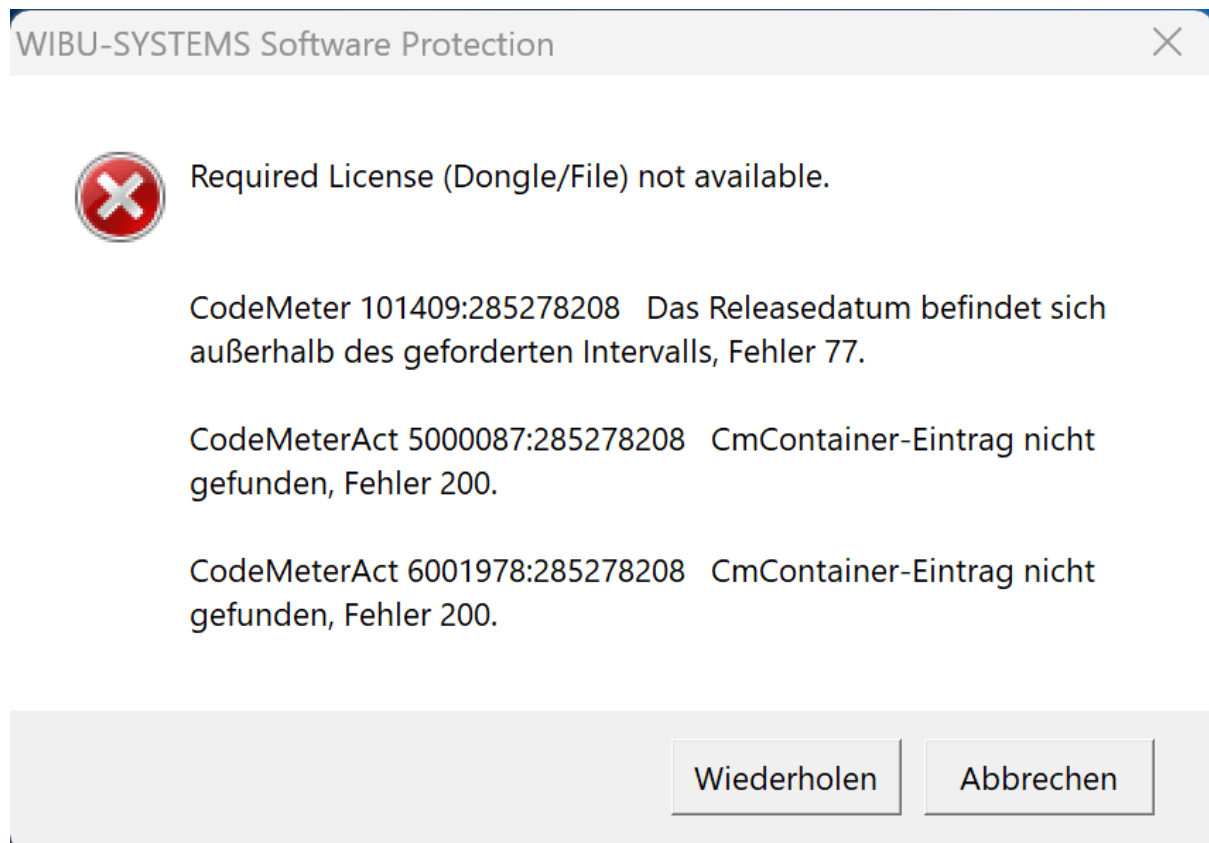 WIBU-SYSTEMS Software Protection
Required License (Dongle/File) not available.
CodeMeter 101409:285278208   Das Releasedatum befindet sich
außerhalb des geforderten Intervalls, Fehler 77.
CodeMeterAct 5000087:285278208   CmContainer-Eintrag nicht
gefunden, Fehler 200.
CodeMeterAct 6001978:285278208   CmContainer-Eintrag nicht
gefunden, Fehler 200.
Wiederholen Abbrechen